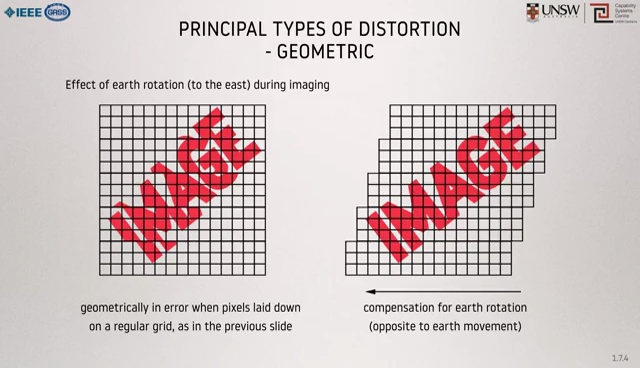 IEEE GRSS
UNSW
AUSTRALIA
Capability
Systems
Centre
UNSW Canberra
PRINCIPAL TYPES OF DISTORTION
- GEOMETRIC
Effect of earth rotation (to the east) during imaging
IMAGE
IMAGE
geometrically in error when pixels laid down
on a regular grid, as in the previous slide
compensation for earth rotation
(opposite to earth movement)
1.7.4